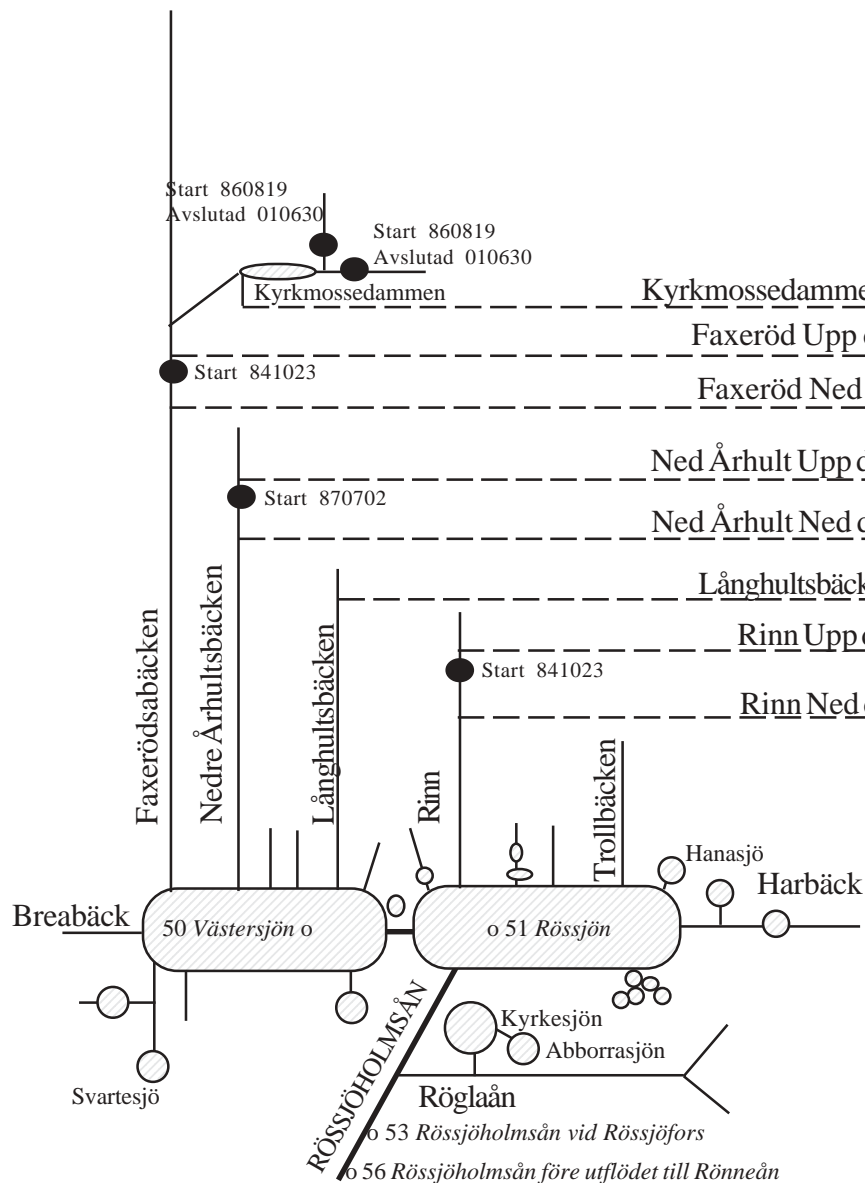 Start 860819
Avslutad 010630
Start 860819
Avslutad 010630
Kyrkmossedammen
Kyrkmossedamme
Faxeröd Upp
Start 841023
Faxeröd Ned
Ned Århult Upp
Start 870702
Ned Århult Ned
Långhultsbäck
Rinn Upp
Start 841023
Rinn Ned
Faxerödsabäcken
Nedre Århultsbäcken
Långhultsbäcken
Rinn
Trollbäcken
Hanasjö
Harbäck
Breabäck
50 Västersjön o
o 51 Rössjön
RÖSSJÖHOLMSÅN
Kyrkesjön
Abborrasjön
Svartesjö
Röglaån
o 53 Rössjöholmsån vid Rössjöfors
o 56 Rössjöholmsån före utflödet till Rönneån